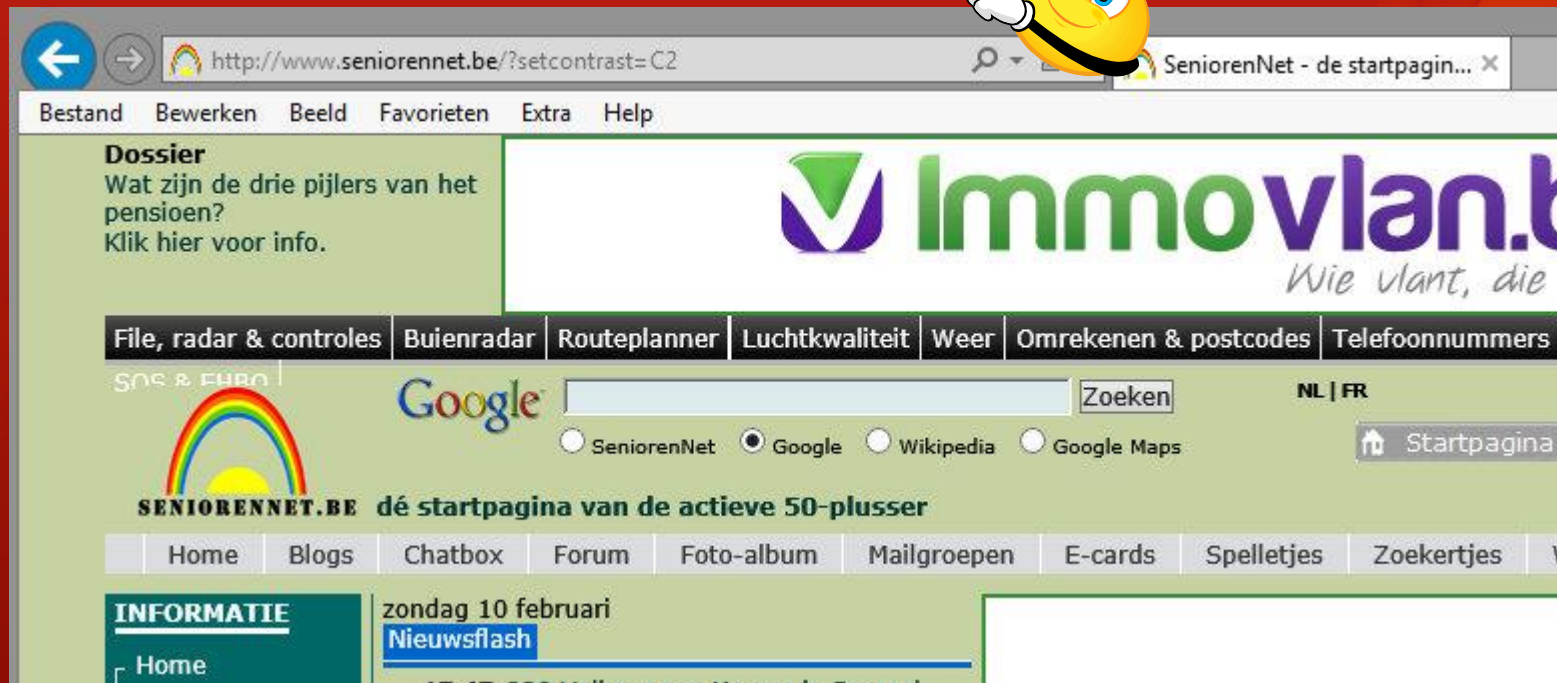 http://www.seniorennet.be/?setcontrast=C2
SeniorenNet - de startpagin...
Bestand Bewerken Beeld Favorieten Extra Help
Dossier
Wat zijn de drie pijlers van het
pensioen?
Klik hier voor info.
Immovlan.b
Wie vlant, die
File, radar & controles Buienradar Routeplanner Luchtkwaliteit Weer Omrekenen & postcodes Telefoonnummers
SOS & EHBO
Google Zoeken NL | FR
SeniorenNet Google Wikipedia Google Maps
Startpagina
SENIORENNET.BE dé startpagina van de actieve 50-plusser
Home Blogs Chatbox Forum Foto-album Mailgroepen E-cards Spelletjes Zoekertjes
INFORMATIE
Home
zondag 10 februari
Nieuwsflash